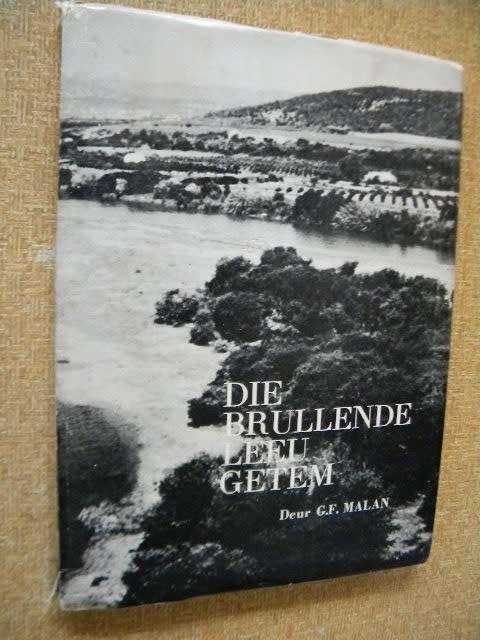 DIE
BRULLENDE
LEEU
GETEM
Deur G.F. MALAN